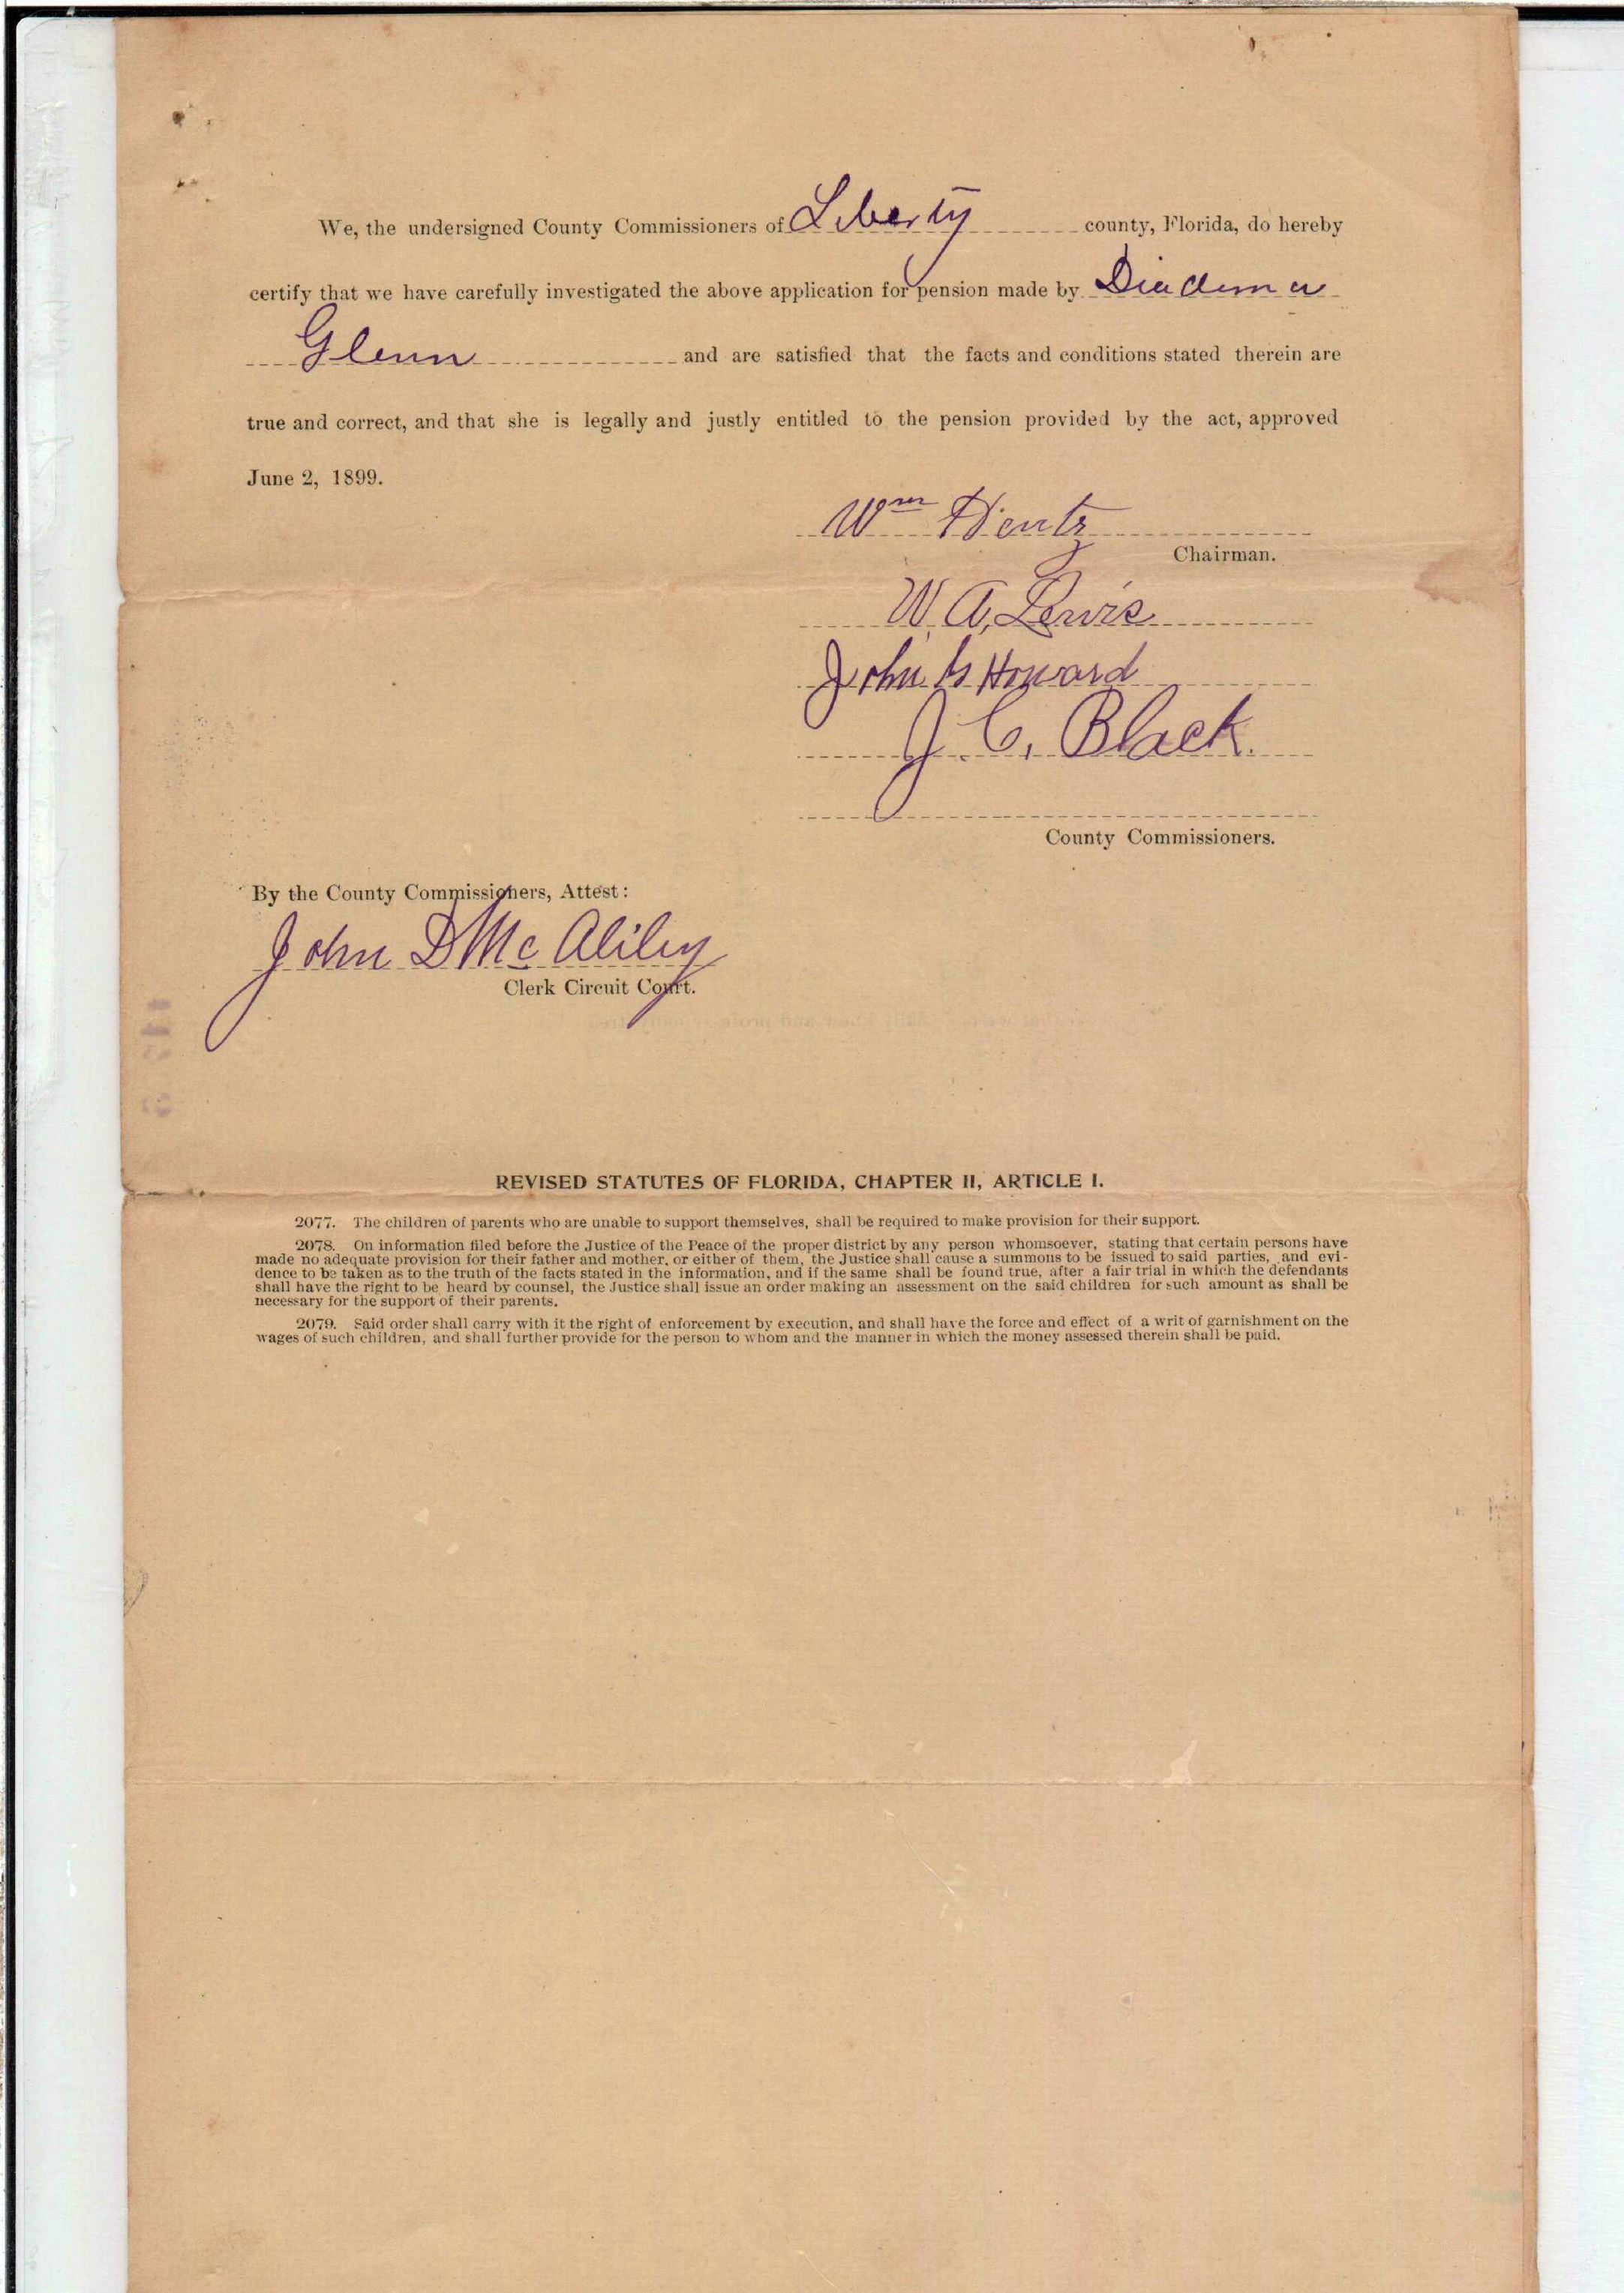 We, the undersigned County Commissioners of Liberty county, Florida, do hereby
certify that we have carefully investigated the above application for pension made by Diadema
Glenn and are satisfied that the facts and conditions stated therein are
true and correct, and that she is legally and justly entitled to the pension provided by the act, approved
June 2, 1899.
Wm Hentz
Chairman.
W. A. Lewis
John G Howard
J. C. Black.
County Commissioners.
By the County Commissioners, Attest:
John D McAliley
Clerk Circuit Court.
REVISED STATUTES OF FLORIDA, CHAPTER II, ARTICLE I.
2077. The children of parents who are unable to support themselves, shall be required to make provision for their support.
2078. On information filed before the Justice of the Peace of the proper district by any person whomsoever, stating that certain persons have
made no adequate provision for their father and mother, or either of them, the Justice shall cause a summons to be issued to said parties, and evi-
dence to be taken as to the truth of the facts stated in the information, and if the same shall be found true, after a fair trial in which the defendants
shall have the right to be heard by counsel, the Justice shall issue an order making an assessment on the said children for such amount as shall be
necessary for the support of their parents.
2079. Said order shall carry with it the right of enforcement by execution, and shall have the force and effect of a writ of garnishment on the
wages of such children, and shall further provide for the person to whom and the manner in which the money assessed therein shall be paid.